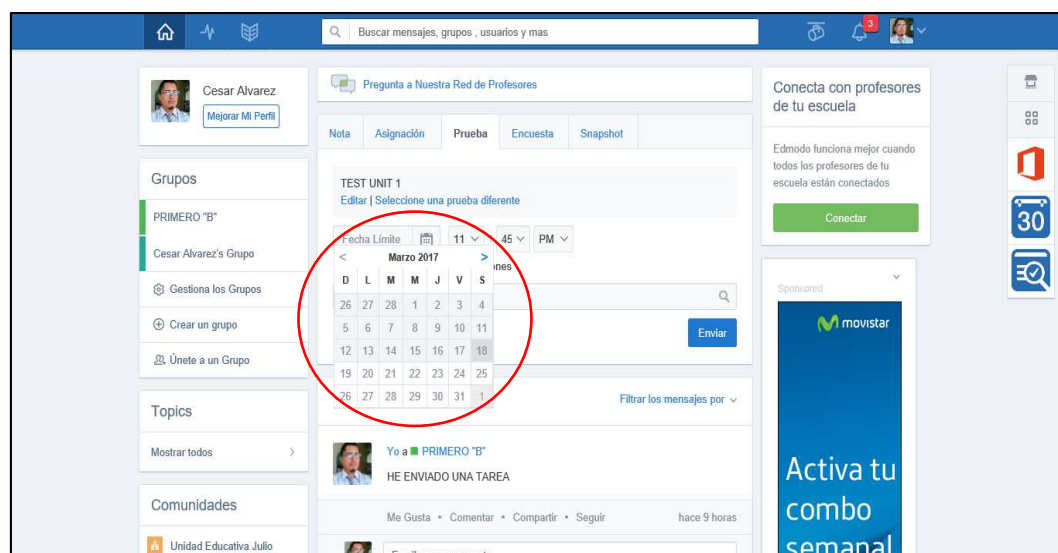 Buscar mensajes, grupos , usuarios y mas
3
Cesar Alvarez
Mejorar Mi Perfil
Grupos
PRIMERO "B"
Cesar Alvarez's Grupo
Gestiona los Grupos
Crear un grupo
Únete a un Grupo
Topics
Mostrar todos
Comunidades
Unidad Educativa Julio
Pregunta a Nuestra Red de Profesores
Nota Asignación Prueba Encuesta Snapshot
TEST UNIT 1
Editar | Seleccione una prueba diferente
Fecha Límite 11 45 PM
< Marzo 2017 >
D L M M J V S
26 27 28 1 2 3 4
5 6 7 8 9 10 11
12 13 14 15 16 17 18
19 20 21 22 23 24 25
26 27 28 29 30 31 1
Enviar
Filtrar los mensajes por
Yo a PRIMERO "B"
HE ENVIADO UNA TAREA
Me Gusta • Comentar • Compartir • Seguir hace 9 horas
Conecta con profesores
de tu escuela
Edmodo funciona mejor cuando
todos los profesores de tu
escuela están conectados
Conectar
Sponsored
movistar
Activa tu
combo
semanal
30